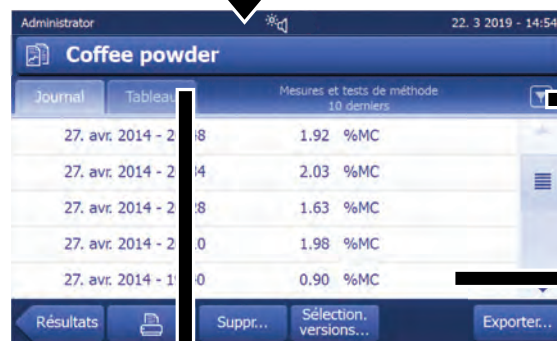 Administrator 22. 3 2019 - 14:54
Coffee powder
Journal
Mesures et tests de méthode
10 derniers
27. avr. 2014 - 1.92 %MC
27. avr. 2014 - 2.03 %MC
27. avr. 2014 - 1.63 %MC
27. avr. 2014 - 1.98 %MC
27. avr. 2014 - 0.90 %MC
Résultats Suppr... Sélection. Exporter...
versions...